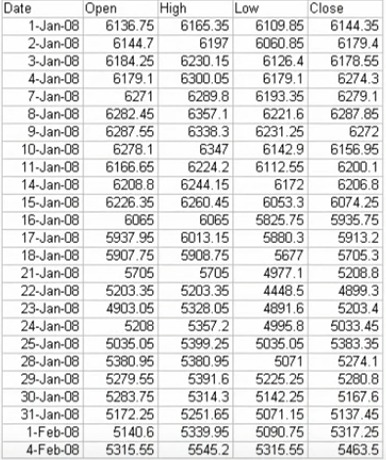 Date Open High Low Close
1-Jan-08 6136.75 6165.35 6109.85 6144.35
2-Jan-08 6144.7 6197 6060.85 6179.4
3-Jan-08 6184.25 6230.15 6126.4 6178.55
4-Jan-08 6179.1 6300.05 6179.1 6274.3
7-Jan-08 6271 6289.8 6193.35 6279.1
8-Jan-08 6282.45 6357.1 6221.6 6287.85
9-Jan-08 6287.55 6338.3 6231.25 6272
10-Jan-08 6278.1 6347 6142.9 6156.95
11-Jan-08 6166.65 6224.2 6112.55 6200.1
14-Jan-08 6208.8 6244.15 6172 6206.8
15-Jan-08 6226.35 6260.45 6053.3 6074.25
16-Jan-08 6065 6065 5825.75 5935.75
17-Jan-08 5937.95 6013.15 5880.3 5913.2
18-Jan-08 5907.75 5908.75 5677 5705.3
21-Jan-08 5705 5705 4977.1 5208.8
22-Jan-08 5203.35 5203.35 4448.5 4899.3
23-Jan-08 4903.05 5328.05 4891.6 5203.4
24-Jan-08 5208 5357.2 4995.8 5033.45
25-Jan-08 5035.05 5399.25 5035.05 5383.35
28-Jan-08 5380.95 5380.95 5071 5274.1
29-Jan-08 5279.55 5391.6 5225.25 5280.8
30-Jan-08 5283.75 5314.3 5142.25 5167.6
31-Jan-08 5172.25 5251.65 5071.15 5137.45
1-Feb-08 5140.6 5339.95 5090.75 5317.25
4-Feb-08 5315.55 5545.2 5315.55 5463.5